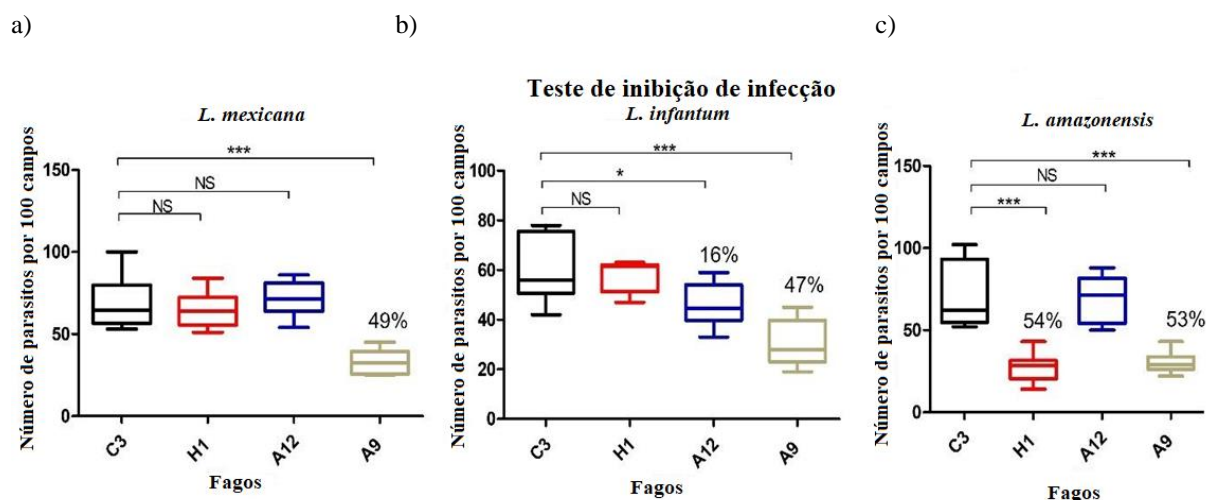 a)
b)
c)
Teste de inibição de infecção
L. mexicana
L. infantum
L. amazonensis
Número de parasitos por 100 campos
150
100
50
0
***
NS
NS
49%
C3
H1
A12
A9
Fagos
Número de parasitos por 100 campos
100
80
60
40
20
0
***
*
NS
16%
47%
C3
H1
A12
A9
Fagos
Número de parasitos por 100 campos
150
100
50
0
***
NS
***
54%
53%
C3
H1
A12
A9
Fagos